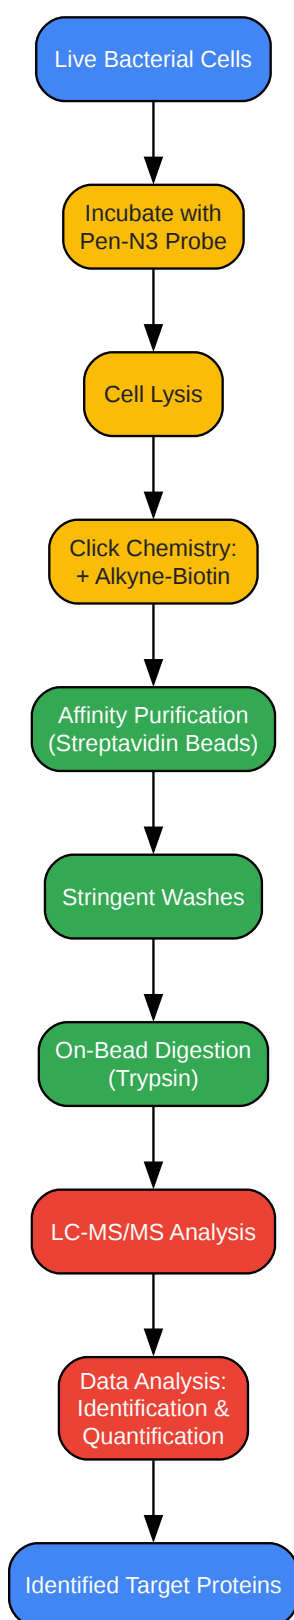 Live Bacterial Cells
Incubate with
Pen-N3 Probe
Cell Lysis
Click Chemistry:
+ Alkyne-Biotin
Affinity Purification
(Streptavidin Beads)
Stringent Washes
On-Bead Digestion
(Trypsin)
LC-MS/MS Analysis
Data Analysis:
Identification &
Quantification
Identified Target Proteins